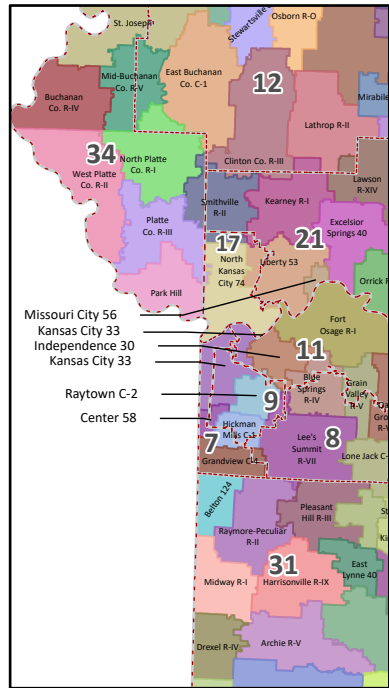 St. Joseph
Stewartsville
Osborn R-O
Mid-Buchanan
Co. R-V
East Buchanan
Co. C-1
12
Buchanan
Co. R-IV
Mirabile
Lathrop R-II
34
North Platte
Co. R-I
Clinton Co. R-III
West Platte
Co. R-II
Lawson
R-XIV
Smithville
R-II
Kearney R-I
Platte
Co. R-III
Excelsior
Springs 40
17
21
North
Kansas
City 74
Liberty 53
Park Hill
Orrick R
Missouri City 56
Fort
Osage R-I
Kansas City 33
Independence 30
11
Kansas City 33
Blue
Springs
R-IV
Grain
Valley
R-V
Raytown C-2
9
Center 58
Hickman
Mills C-1
7
8
Lee's
Summit
R-VII
Grandview C-4
Lone Jack C-
Belton 124
Pleasant
Hill R-III
Raymore-Peculiar
R-II
31
East
Lynne 40
Midway R-I
Harrisonville R-IX
Drexel R-IV
Archie R-V